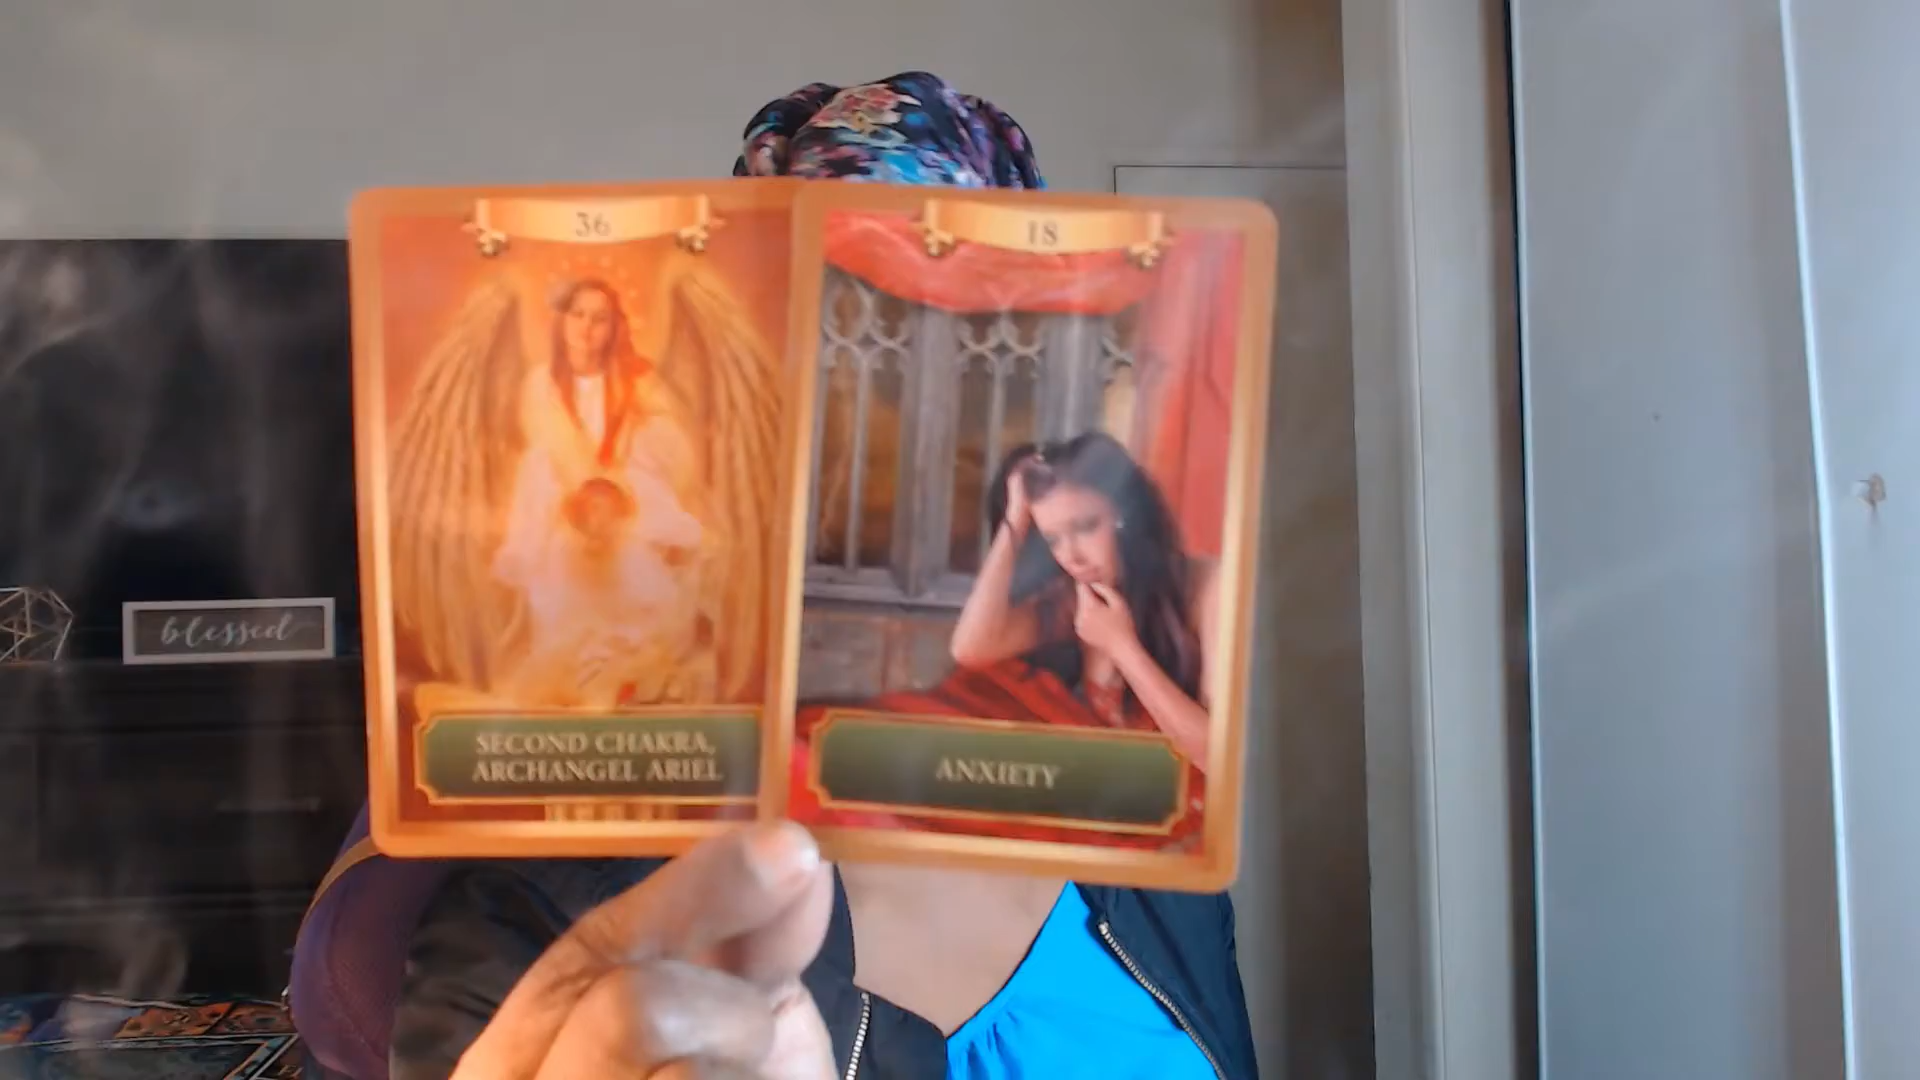 36
18
blessed
SECOND CHAKRA,
ARCHANGEL ARIEL
ANXIETY